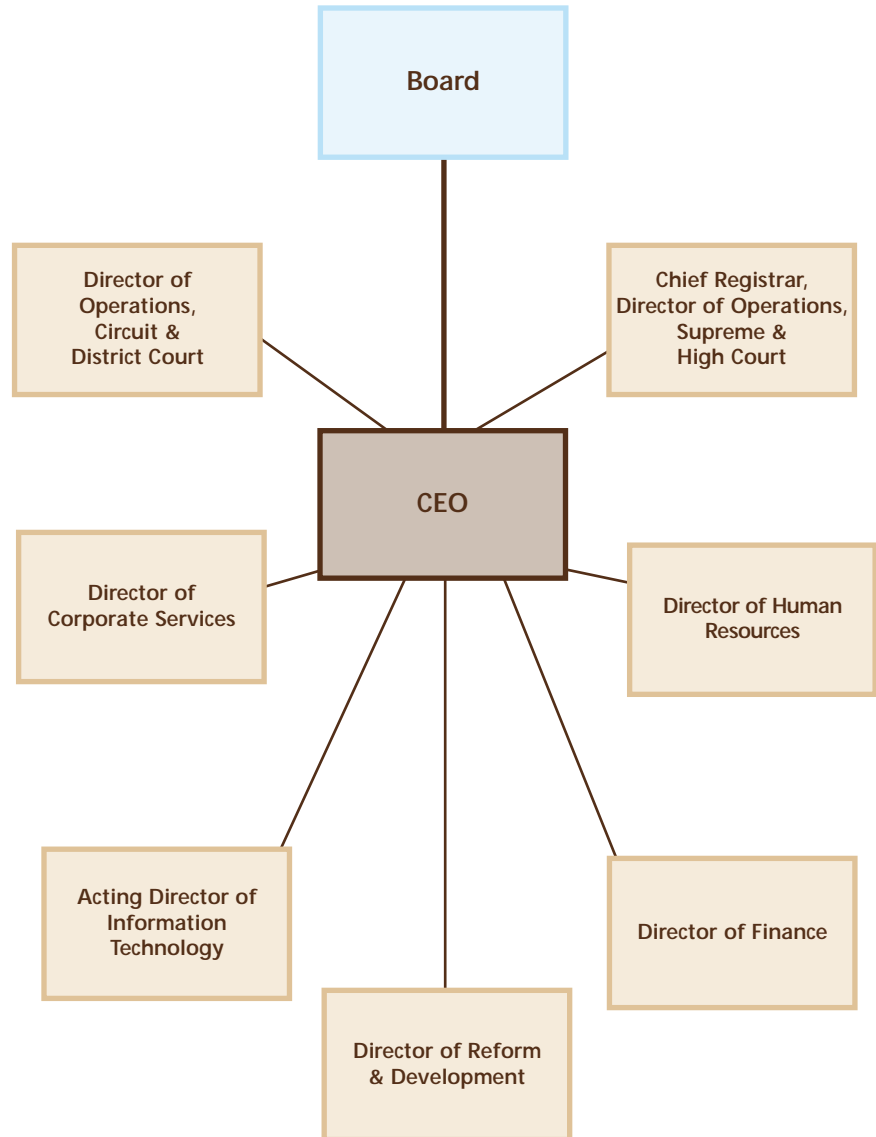 Board
Director of
Operations,
Circuit &
District Court
Chief Registrar,
Director of Operations,
Supreme &
High Court
CEO
Director of
Corporate Services
Director of Human
Resources
Acting Director of
Information
Technology
Director of Finance
Director of Reform
& Development